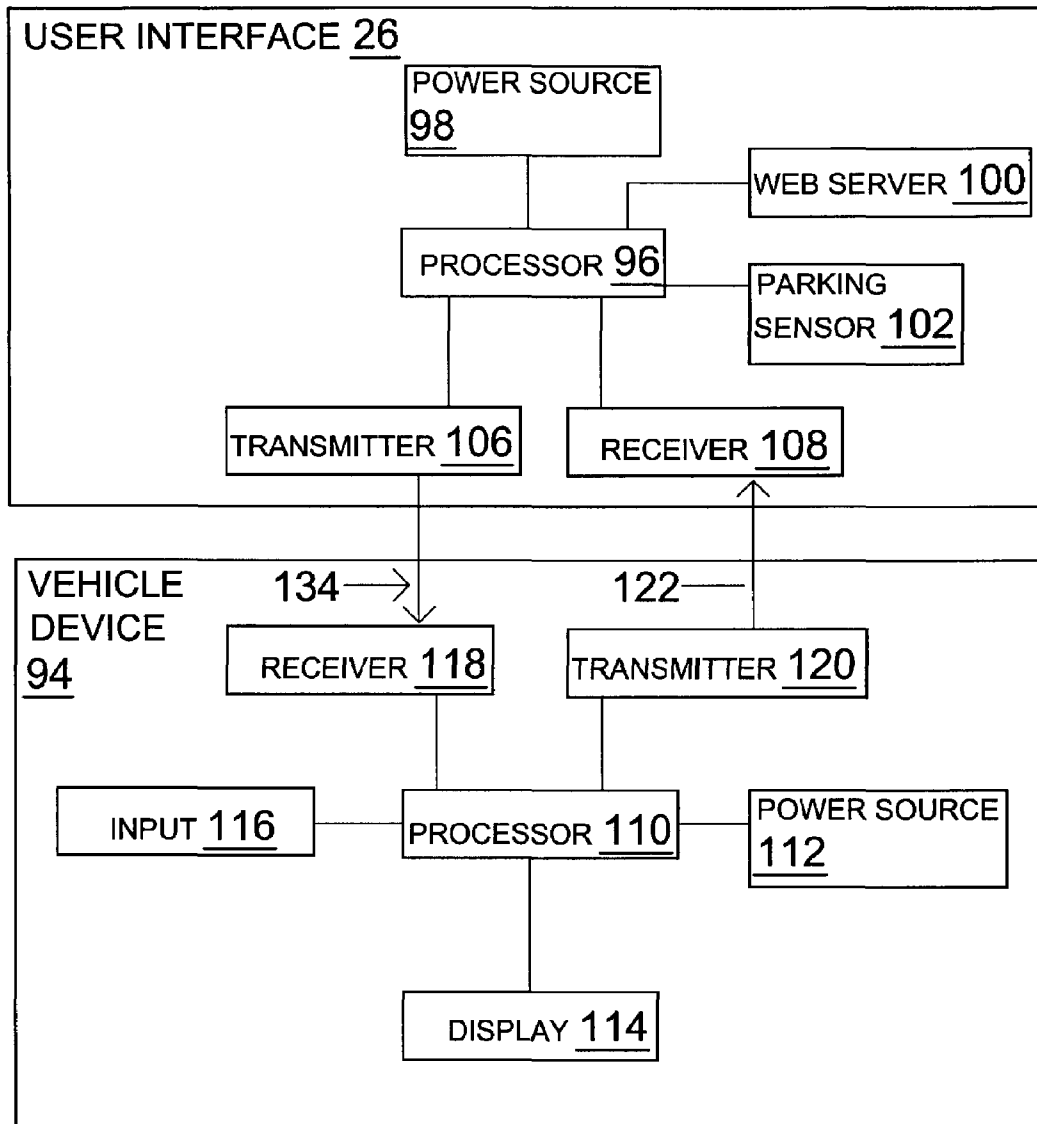 USER INTERFACE 26
POWER SOURCE
98
WEB SERVER 100
PROCESSOR 96
PARKING
SENSOR 102
TRANSMITTER 106
RECEIVER 108
VEHICLE
DEVICE
94
134
122
RECEIVER 118
TRANSMITTER 120
INPUT 116
PROCESSOR 110
POWER SOURCE
112
DISPLAY 114